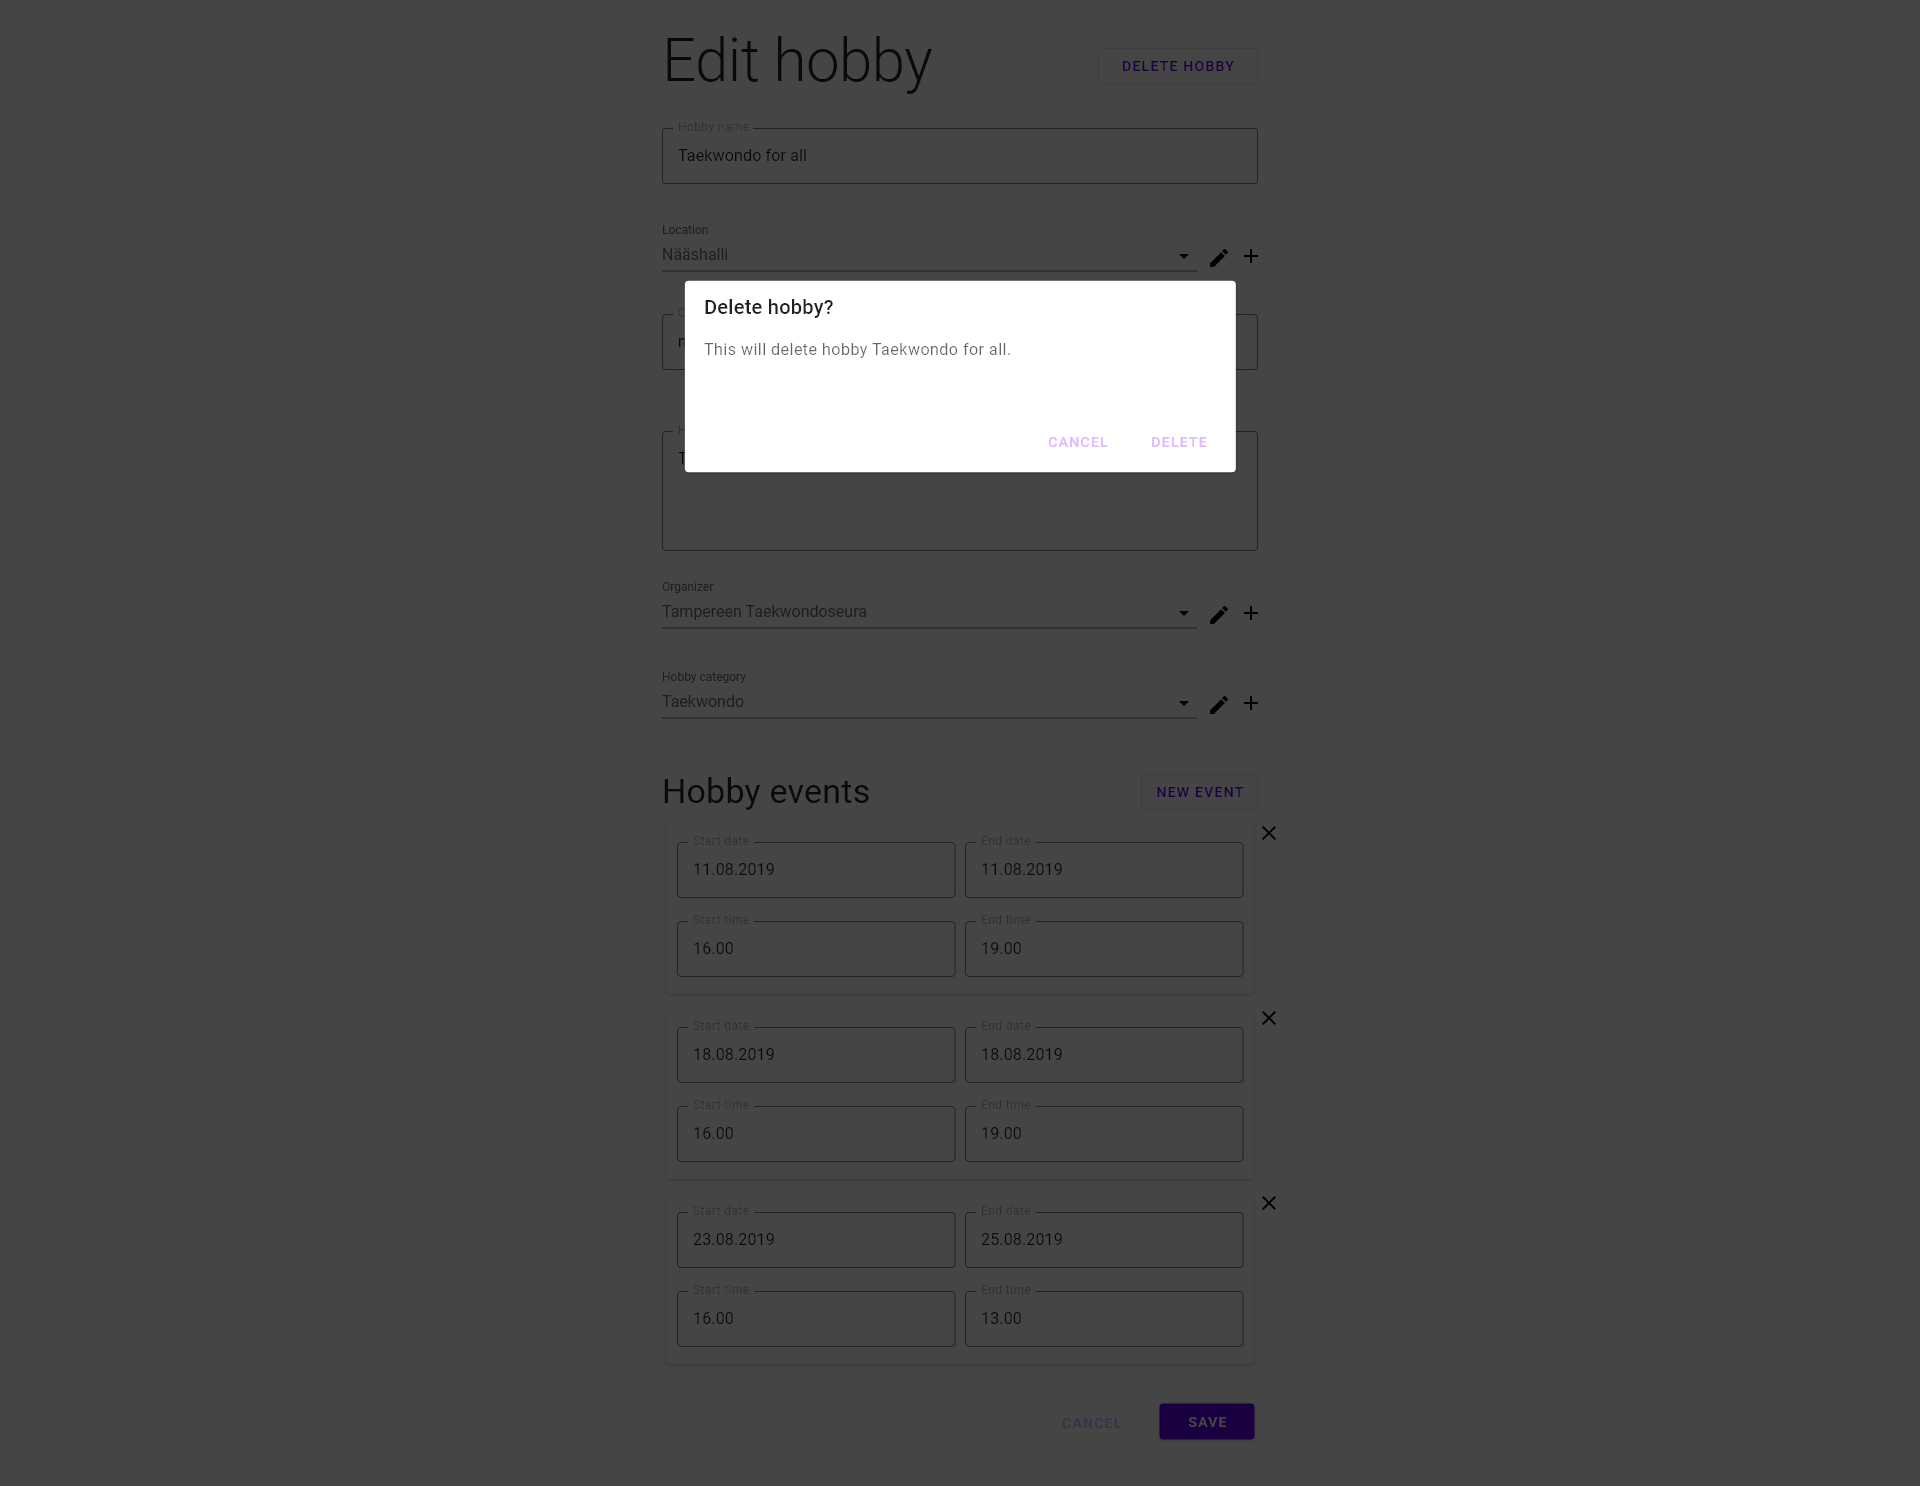 Edit hobby
DELETE HOBBY
Hobby name
Taekwondo for all
Location
Nääshalli
Delete hobby?
This will delete hobby Taekwondo for all.
CANCEL DELETE
Organizer
Tampereen Taekwondoseura
Hobby category
Taekwondo
Hobby events
NEW EVENT
Start date End date
11.08.2019 11.08.2019
Start time End time
16.00 19.00
Start date End date
18.08.2019 18.08.2019
Start time End time
16.00 19.00
Start date End date
23.08.2019 25.08.2019
Start time End time
16.00 13.00
CANCEL SAVE